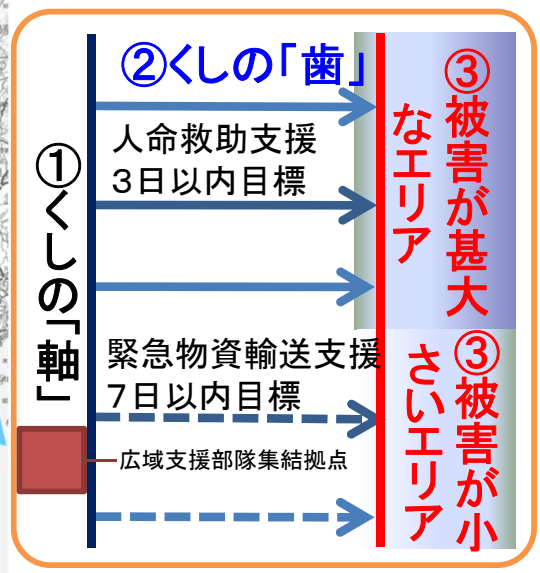 ①くしの「軸」
②くしの「歯」
人命救助支援
3日以内目標
緊急物資輸送支援
7日以内目標
広域支援部隊集結拠点
③被害が甚大
なエリア
③被害が小
さいエリア